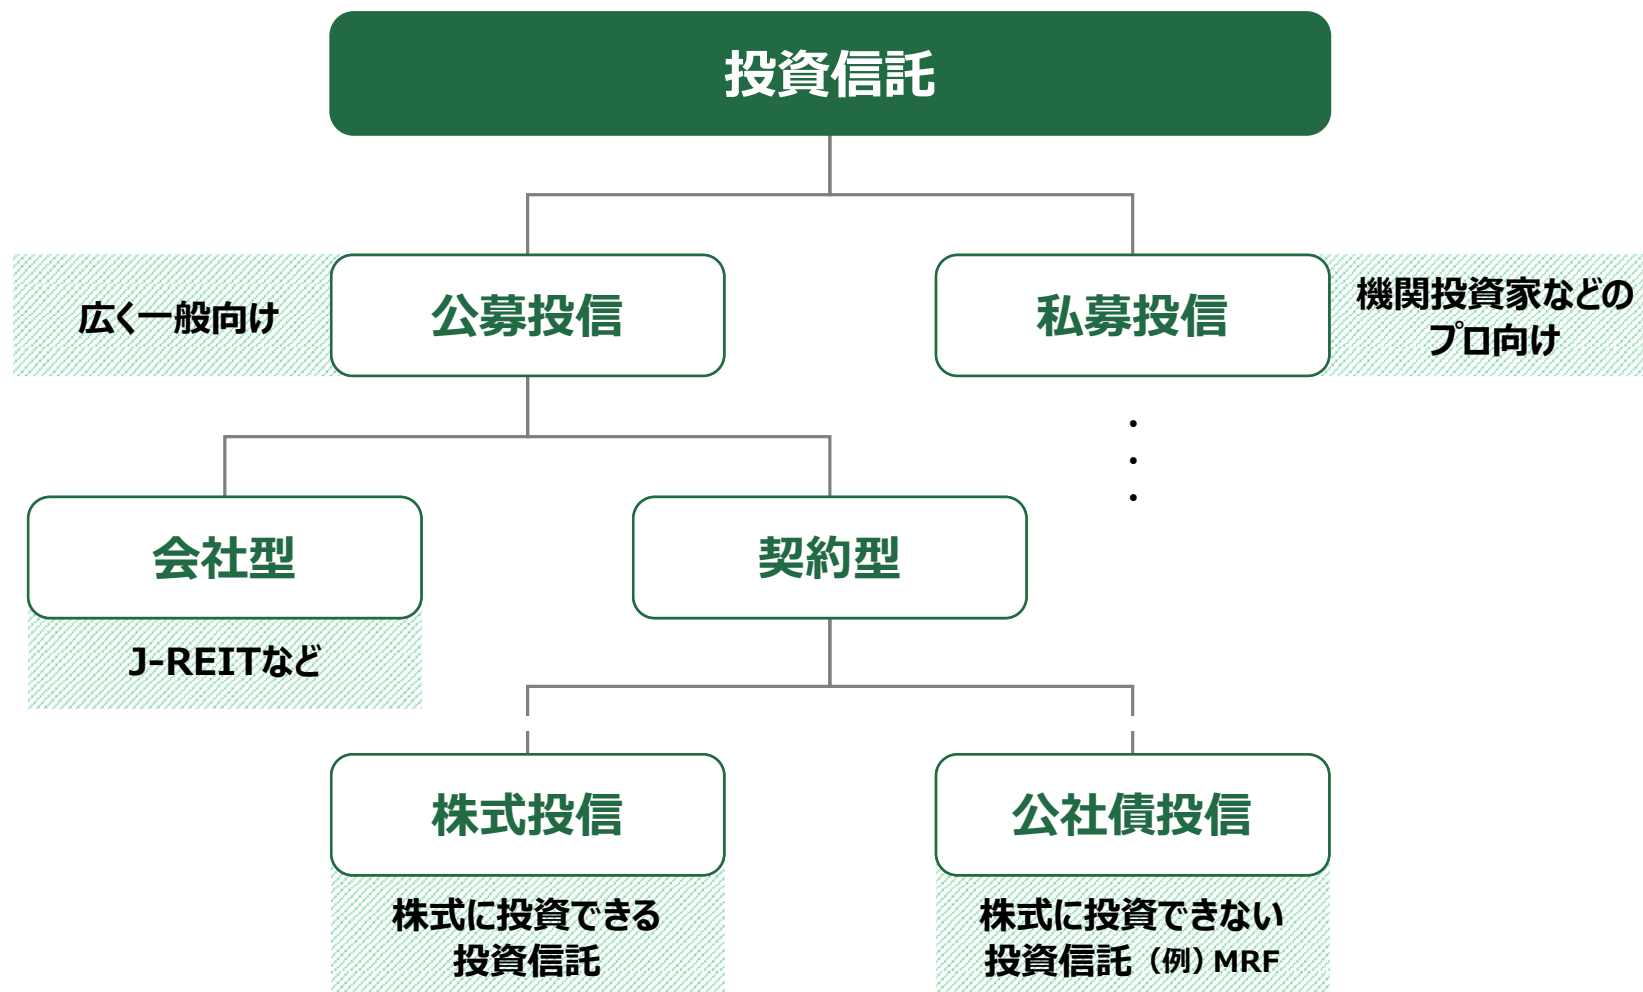 投資信託
広く一般向け
公募投信
私募投信
機関投資家などの
プロ向け
・
・
・
会社型
契約型
J-REITなど
株式投信
公社債投信
株式に投資できる
投資信託
株式に投資できない
投資信託（例）MRF